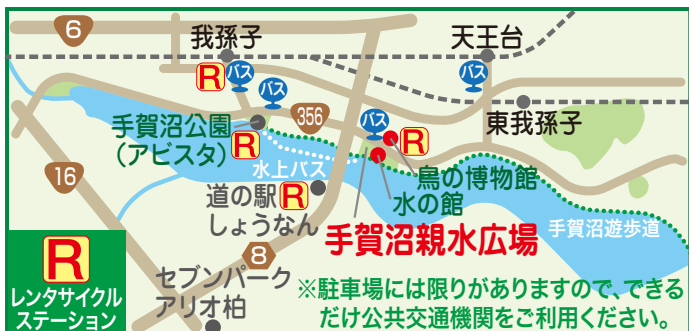 6
我孫子
天王台
R
バス
バス
バス
356
バス
R
東我孫子
手賀沼公園
(アビスタ)
R
水上バス
鳥の博物館
水の館
16
道の駅
しょうなん
R
手賀沼親水広場
手賀沼遊歩道
8
R
レンタサイクル
ステーション
セブンパーク
アリオ柏
※駐車場には限りがありますので、できる
だけ公共交通機関をご利用ください。